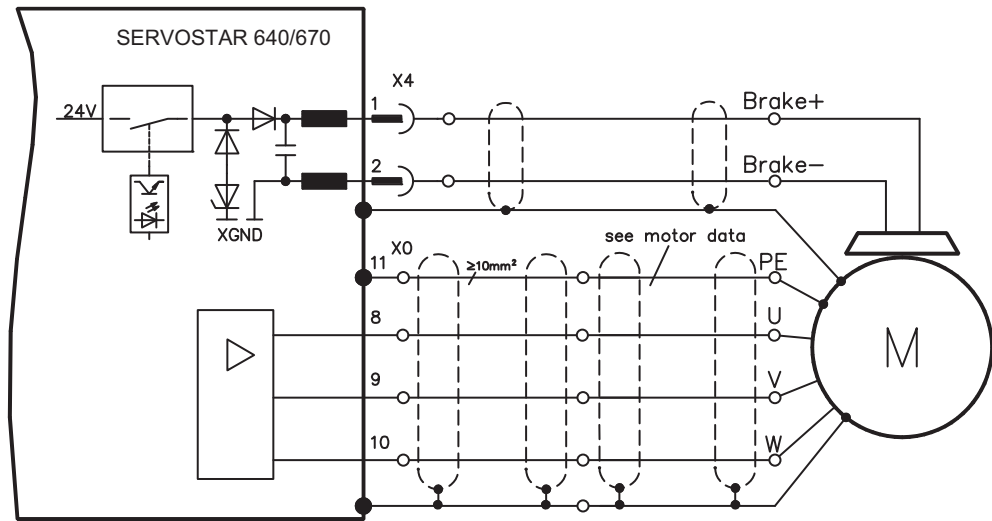 SERVOSTAR 640/670
X4
24V
1
Brake+
2
Brake−
XGND
see motor data
X0
11
≥10mm²
PE
8
U
M
9
V
10
W